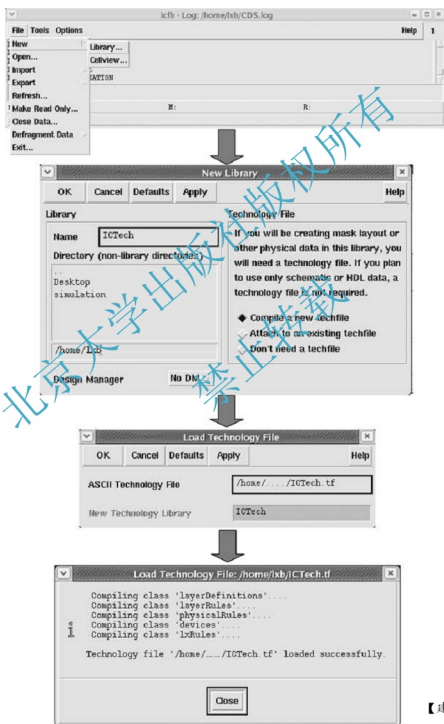 icfb - Log: /home/lxb/CDS.log
File Tools Options Help 1
New
Library...
Open...
Cellview...
Import
Export
Refresh...
Make Read Only...
M: R:
Close Data...
Defragment Data
Exit...
New Library
OK Cancel Defaults Apply Help
Library
Technology File
Name ICTech
Directory (non-library directories)
..
Desktop
simulation
/home/lxb
Design Manager No DM
If you will be creating mask layout or
other physical data in this library, you
will need a technology file. If you plan
to use only schematic or HDL data, a
technology file is not required.
Compile a new techfile
Attach to an existing techfile
Don't need a techfile
Load Technology File
OK Cancel Defaults Apply Help
ASCII Technology File /home/..../ICTech.tf
New Technology Library ICTech
Load Technology File: /home/lxb/ICTech.tf
Compiling class 'layerDefinitions'....
Compiling class 'layerRules'....
Compiling class 'physicalRules'....
Compiling class 'devices'....
Compiling class 'lxRules'....
Technology file '/home/..../ICTech.tf' loaded successfully.
Close
北京大学出版社版权所有
禁止转载
【